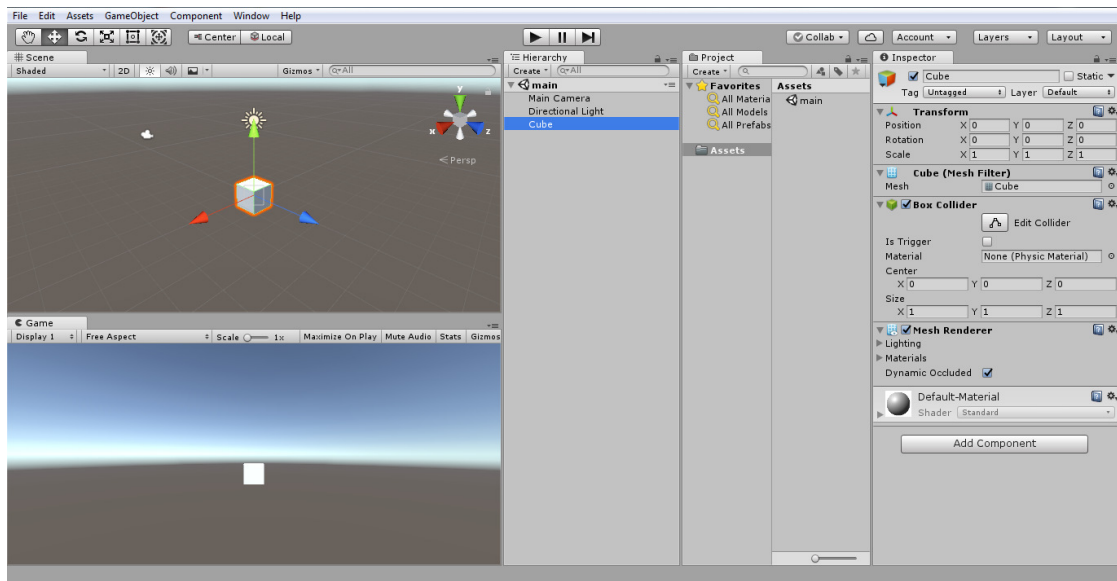 File Edit Assets GameObject Component Window Help
Center Local Collab Account Layers Layout
Scene
Shaded 2D Gizmos All
y
x z
Persp
Game
Display 1 Free Aspect Scale 1x Maximize On Play Mute Audio Stats Gizmos
Hierarchy
Create All
main
Main Camera
Directional Light
Cube
Project
Create
Favorites
All Materia
All Models
All Prefabs
Assets
Assets
main
Inspector
Cube Static
Tag Untagged Layer Default
Transform
Position X 0 Y 0 Z 0
Rotation X 0 Y 0 Z 0
Scale X 1 Y 1 Z 1
Cube (Mesh Filter)
Mesh Cube
Box Collider
Edit Collider
Is Trigger
Material None (Physic Material)
Center
X 0 Y 0 Z 0
Size
X 1 Y 1 Z 1
Mesh Renderer
Lighting
Materials
Dynamic Occluded
Default-Material
Shader Standard
Add Component